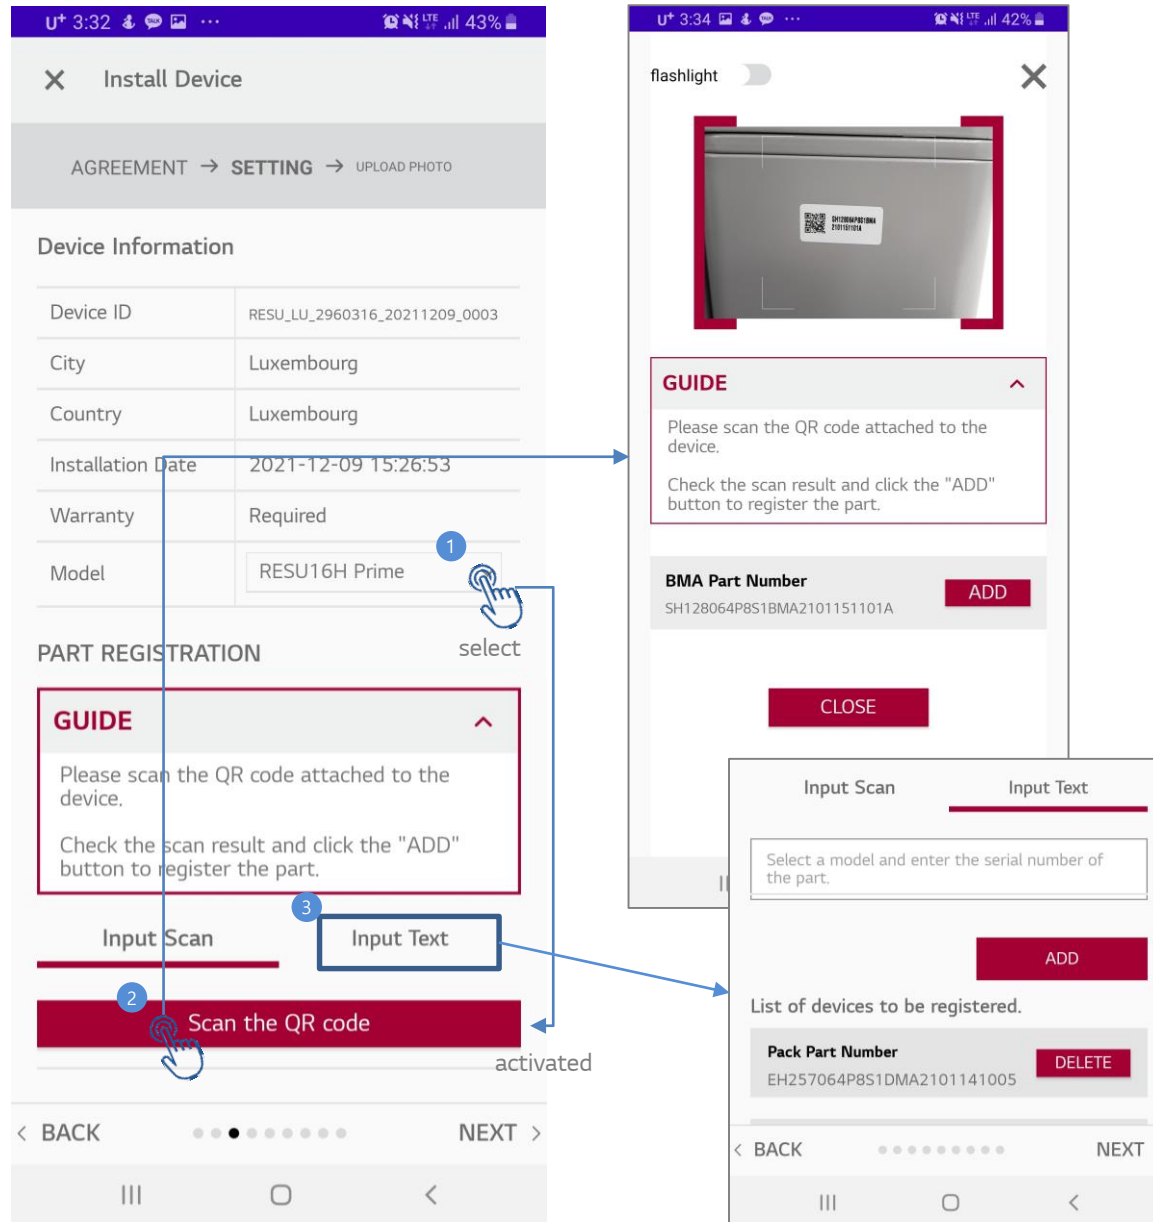 U+ 3:32
43%
Install Device
AGREEMENT → SETTING → UPLOAD PHOTO
Device Information
Device ID RESU_LU_2960316_20211209_0003
City Luxembourg
Country Luxembourg
Installation Date 2021-12-09 15:26:53
Warranty Required
1
Model RESU16H Prime
select
PART REGISTRATION
GUIDE
Please scan the QR code attached to the
device.
Check the scan result and click the "ADD"
button to register the part.
3
Input Scan Input Text
2
Scan the QR code
activated
< BACK NEXT >
U+ 3:34
LTE 42%
flashlight
SH128064P8S1BMA
2101151101A
GUIDE
Please scan the QR code attached to the
device.
Check the scan result and click the "ADD"
button to register the part.
BMA Part Number
SH128064P8S1BMA2101151101A
ADD
CLOSE
Input Scan Input Text
Select a model and enter the serial number of
the part.
ADD
List of devices to be registered.
Pack Part Number
EH257064P8S1DMA2101141005
DELETE
< BACK NEXT